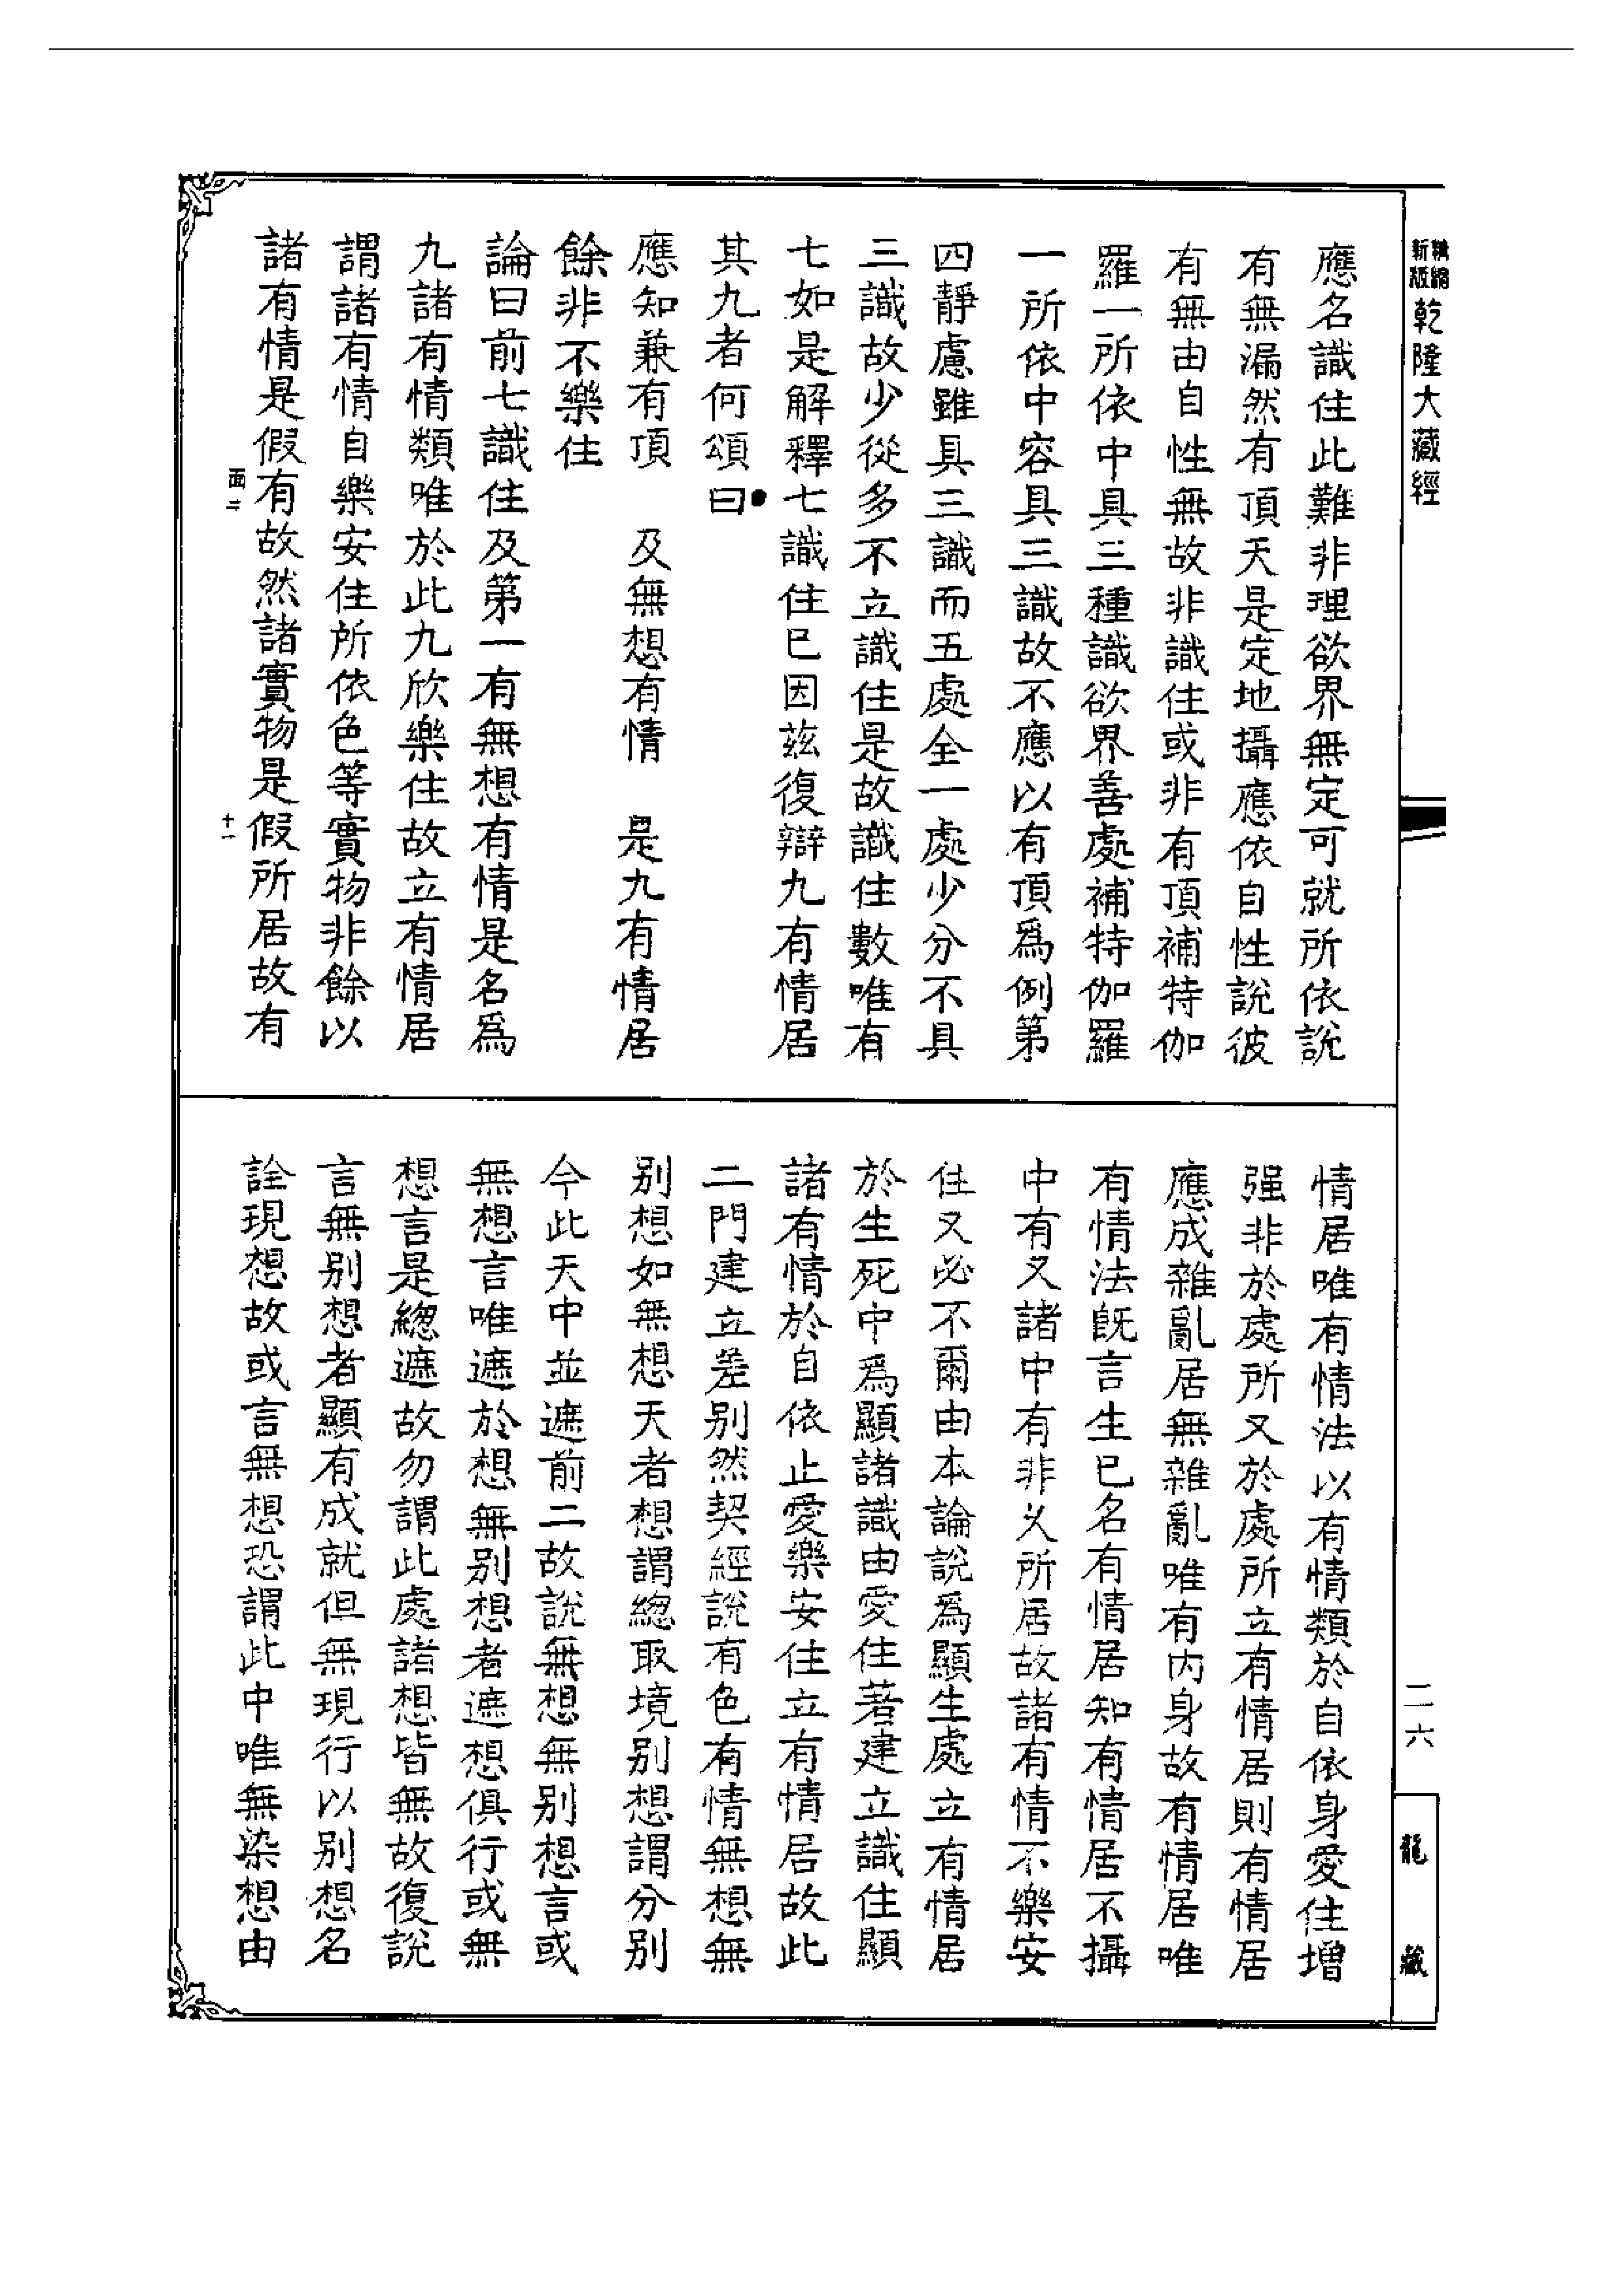 精縮新版乾隆大藏經
應名識住此難非理欲界無定可就所依說
有無漏然有頂天是定地攝應依自性說彼
有無由自性無故非識住或非有頂補特伽
羅一所依中具三種識欲界善處補特伽羅
一所依中容具三識故不應以有頂爲例第
四靜慮雖具三識而五處全一處少分不具
三識故少從多不立識住是故識住數唯有
七如是解釋七識住已因茲復辯九有情居
其九者何頌曰
應知兼有頂　及無想有情　是九有情居
餘非不樂住
論曰前七識住及第一有無想有情是名爲
九諸有情類唯於此九欣樂住故立有情居
謂諸有情自樂安住所依色等實物非餘以
諸有情是假有故然諸實物是假所居故有
面三　十一
情居唯有情法以有情類於自依身愛住增
强非於處所又於處所立有情居則有情居
應成雜亂居無雜亂唯有內身故有情居唯
有情法旣言生已名有情居知有情居不攝
中有又諸中有非乆所居故諸有情不樂安
住又必不爾由本論說爲顯生處立有情居
於生死中爲顯諸識由愛住著建立識住顯
諸有情於自依止愛樂安住立有情居故此
二門建立差别然契經說有色有情無想無
别想如無想天者想謂緫取境别想謂分别
今此天中並遮前二故說無想無别想言或
無想言唯遮於想無别想者遮想俱行或無
想言是緫遮故勿謂此處諸想皆無故復說
言無别想者顯有成就但無現行以别想名
詮現想故或言無想恐謂此中唯無染想由
二六
龍藏